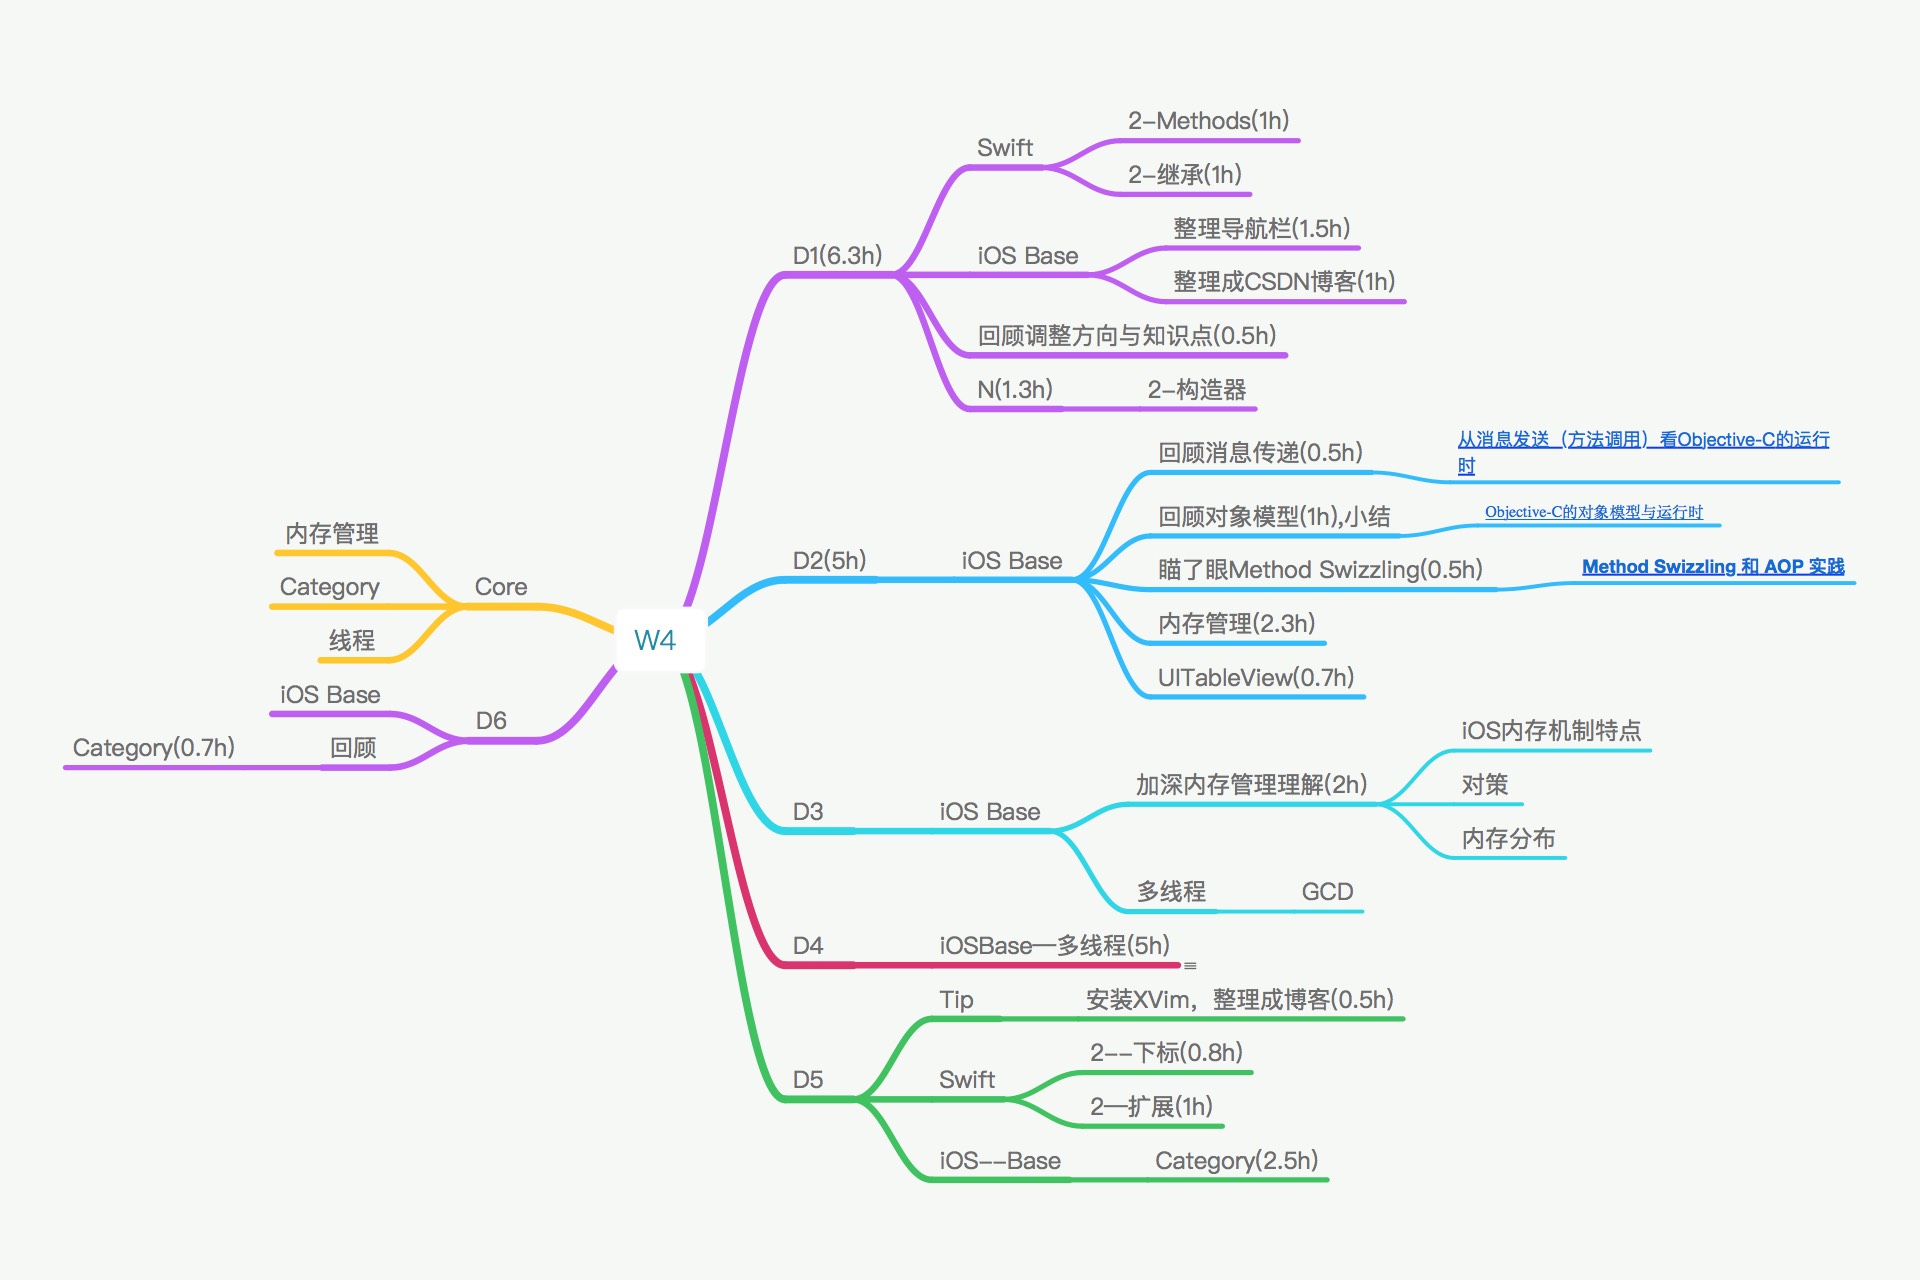 W4
D1(6.3h)
Swift
2-Methods(1h)
2-继承(1h)
iOS Base
整理导航栏(1.5h)
整理成CSDN博客(1h)
回顾调整方向与知识点(0.5h)
N(1.3h)
2-构造器
D2(5h)
iOS Base
回顾消息传递(0.5h)
从消息发送（方法调用）看Objective-C的运行
时
回顾对象模型(1h),小结
Objective-C的对象模型与运行时
瞄了眼Method Swizzling(0.5h)
Method Swizzling 和 AOP 实践
内存管理(2.3h)
UITableView(0.7h)
D3
iOS Base
加深内存管理理解(2h)
iOS内存机制特点
对策
内存分布
多线程
GCD
D4
iOSBase—多线程(5h)
D5
Tip
安装XVim，整理成博客(0.5h)
Swift
2--下标(0.8h)
2—扩展(1h)
iOS--Base
Category(2.5h)
Core
内存管理
Category
线程
D6
iOS Base
回顾
Category(0.7h)